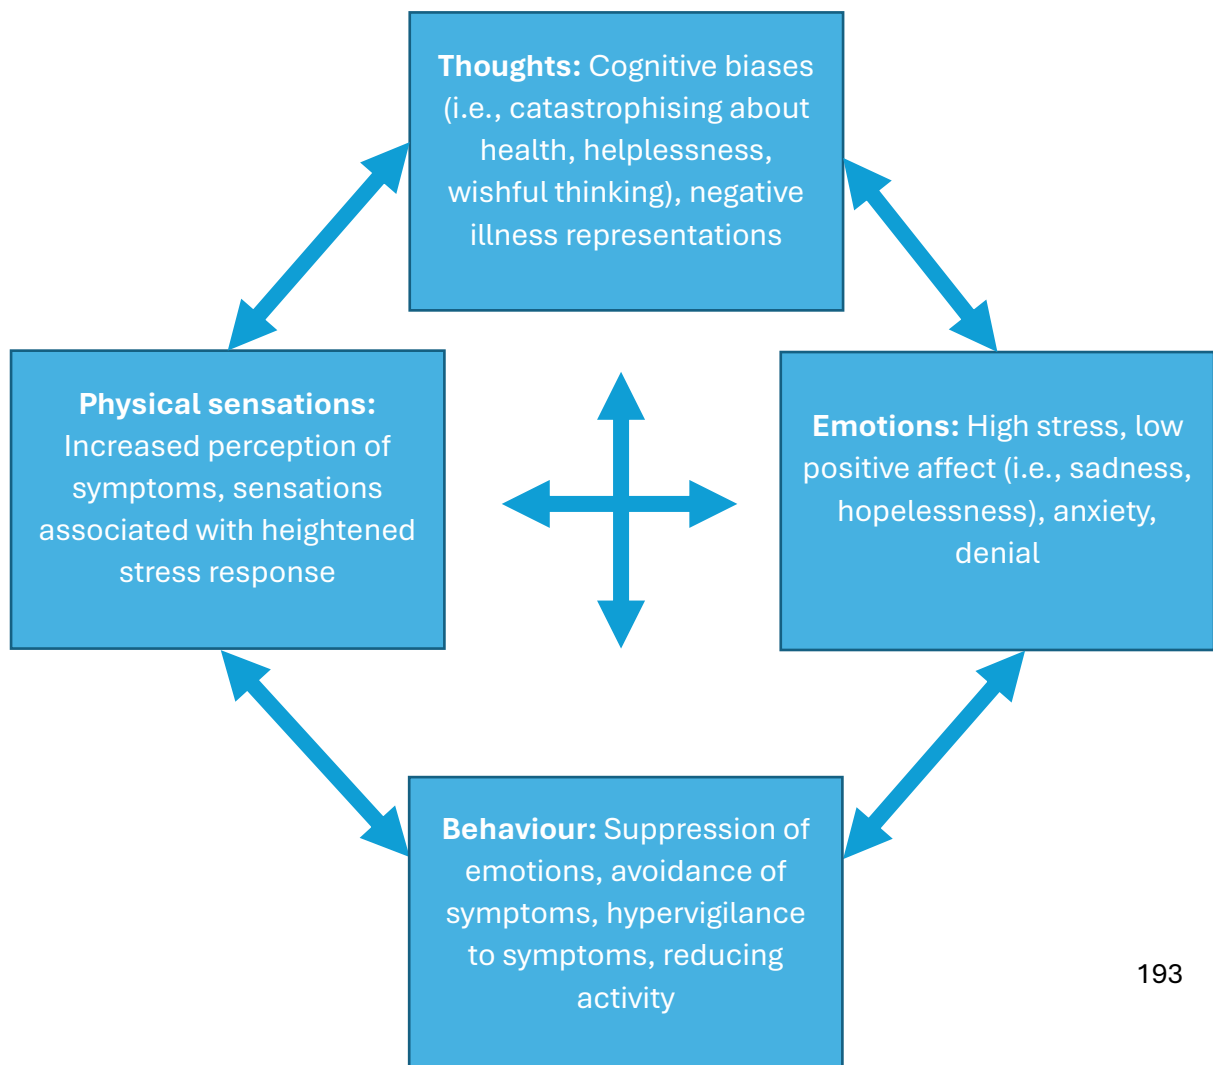 Thoughts: Cognitive biases
(i.e., catastrophising about
health, helplessness,
wishful thinking), negative
illness representations
Physical sensations:
Increased perception of
symptoms, sensations
associated with heightened
stress response
Emotions: High stress, low
positive affect (i.e., sadness,
hopelessness), anxiety,
denial
Behaviour: Suppression of
emotions, avoidance of
symptoms, hypervigilance
to symptoms, reducing
activity
193